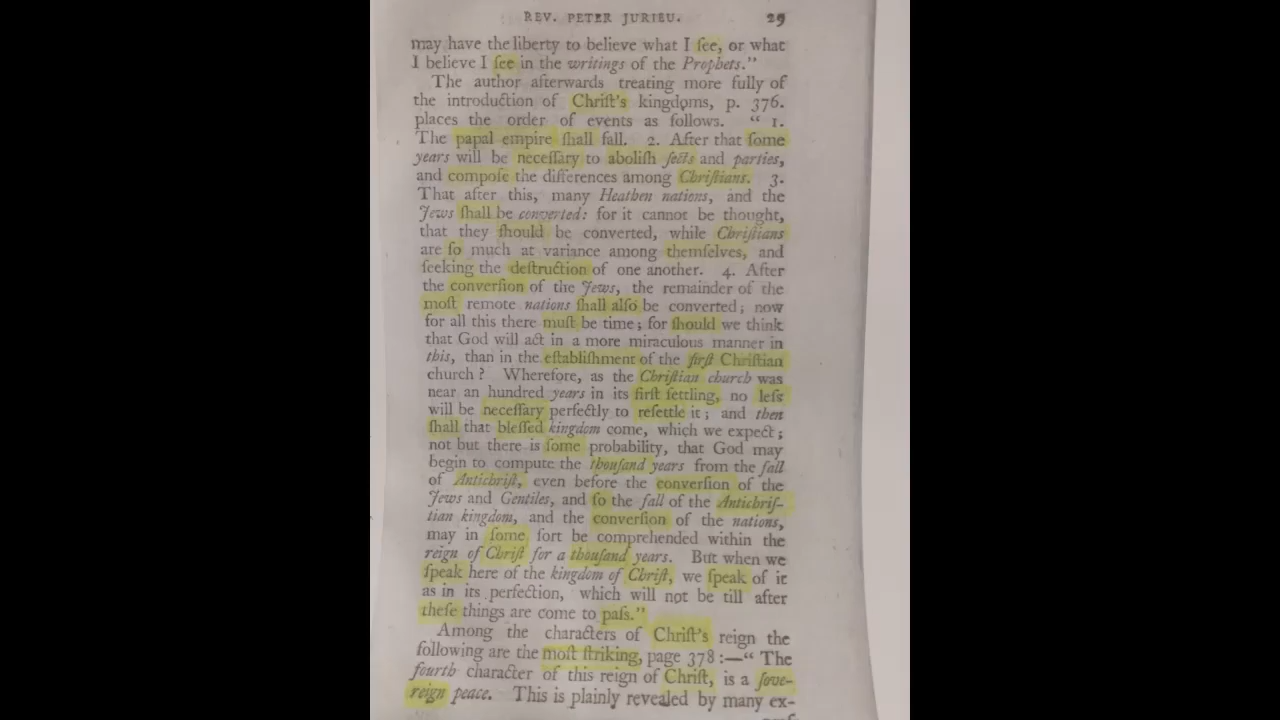 REV. PETER JURIEU. 29
may have the liberty to believe what I ſee, or what
I believe I ſee in the writings of the Prophets."
The author afterwards treating more fully of
the introduction of Chriſt's kingdoms, p. 376.
places the order of events as follows. " 1.
The papal empire ſhall fall. 2. After that ſome
years will be neceſſary to aboliſh ſects and parties,
and compoſe the differences among Chriſtians. 3.
That after this, many Heathen nations, and the
Jews ſhall be converted: for it cannot be thought,
that they ſhould be converted, while Chriſtians
are ſo much at variance among themſelves, and
ſeeking the deſtruction of one another. 4. After
the converſion of the Jews, the remainder of the
moſt remote nations ſhall alſo be converted; now
for all this there muſt be time; for ſhould we think
that God will act in a more miraculous manner in
this, than in the eſtabliſhment of the firſt Chriſtian
church? Wherefore, as the Chriſtian church was
near an hundred years in its firſt ſettling, no leſs
will be neceſſary perfectly to reſettle it; and then
ſhall that bleſſed kingdom come, which we expect;
not but there is ſome probability, that God may
begin to compute the thouſand years from the fall
of Antichriſt, even before the converſion of the
Jews and Gentiles, and ſo the fall of the Antichriſ-
tian kingdom, and the converſion of the nations,
may in ſome ſort be comprehended within the
reign of Chriſt for a thouſand years. But when we
ſpeak here of the kingdom of Chriſt, we ſpeak of it
as in its perfection, which will not be till after
theſe things are come to paſs."
Among the characters of Chriſt's reign the
following are the moſt ſtriking, page 378:—" The
fourth character of this reign of Chriſt, is a ſove-
reign peace. This is plainly revealed by many ex-